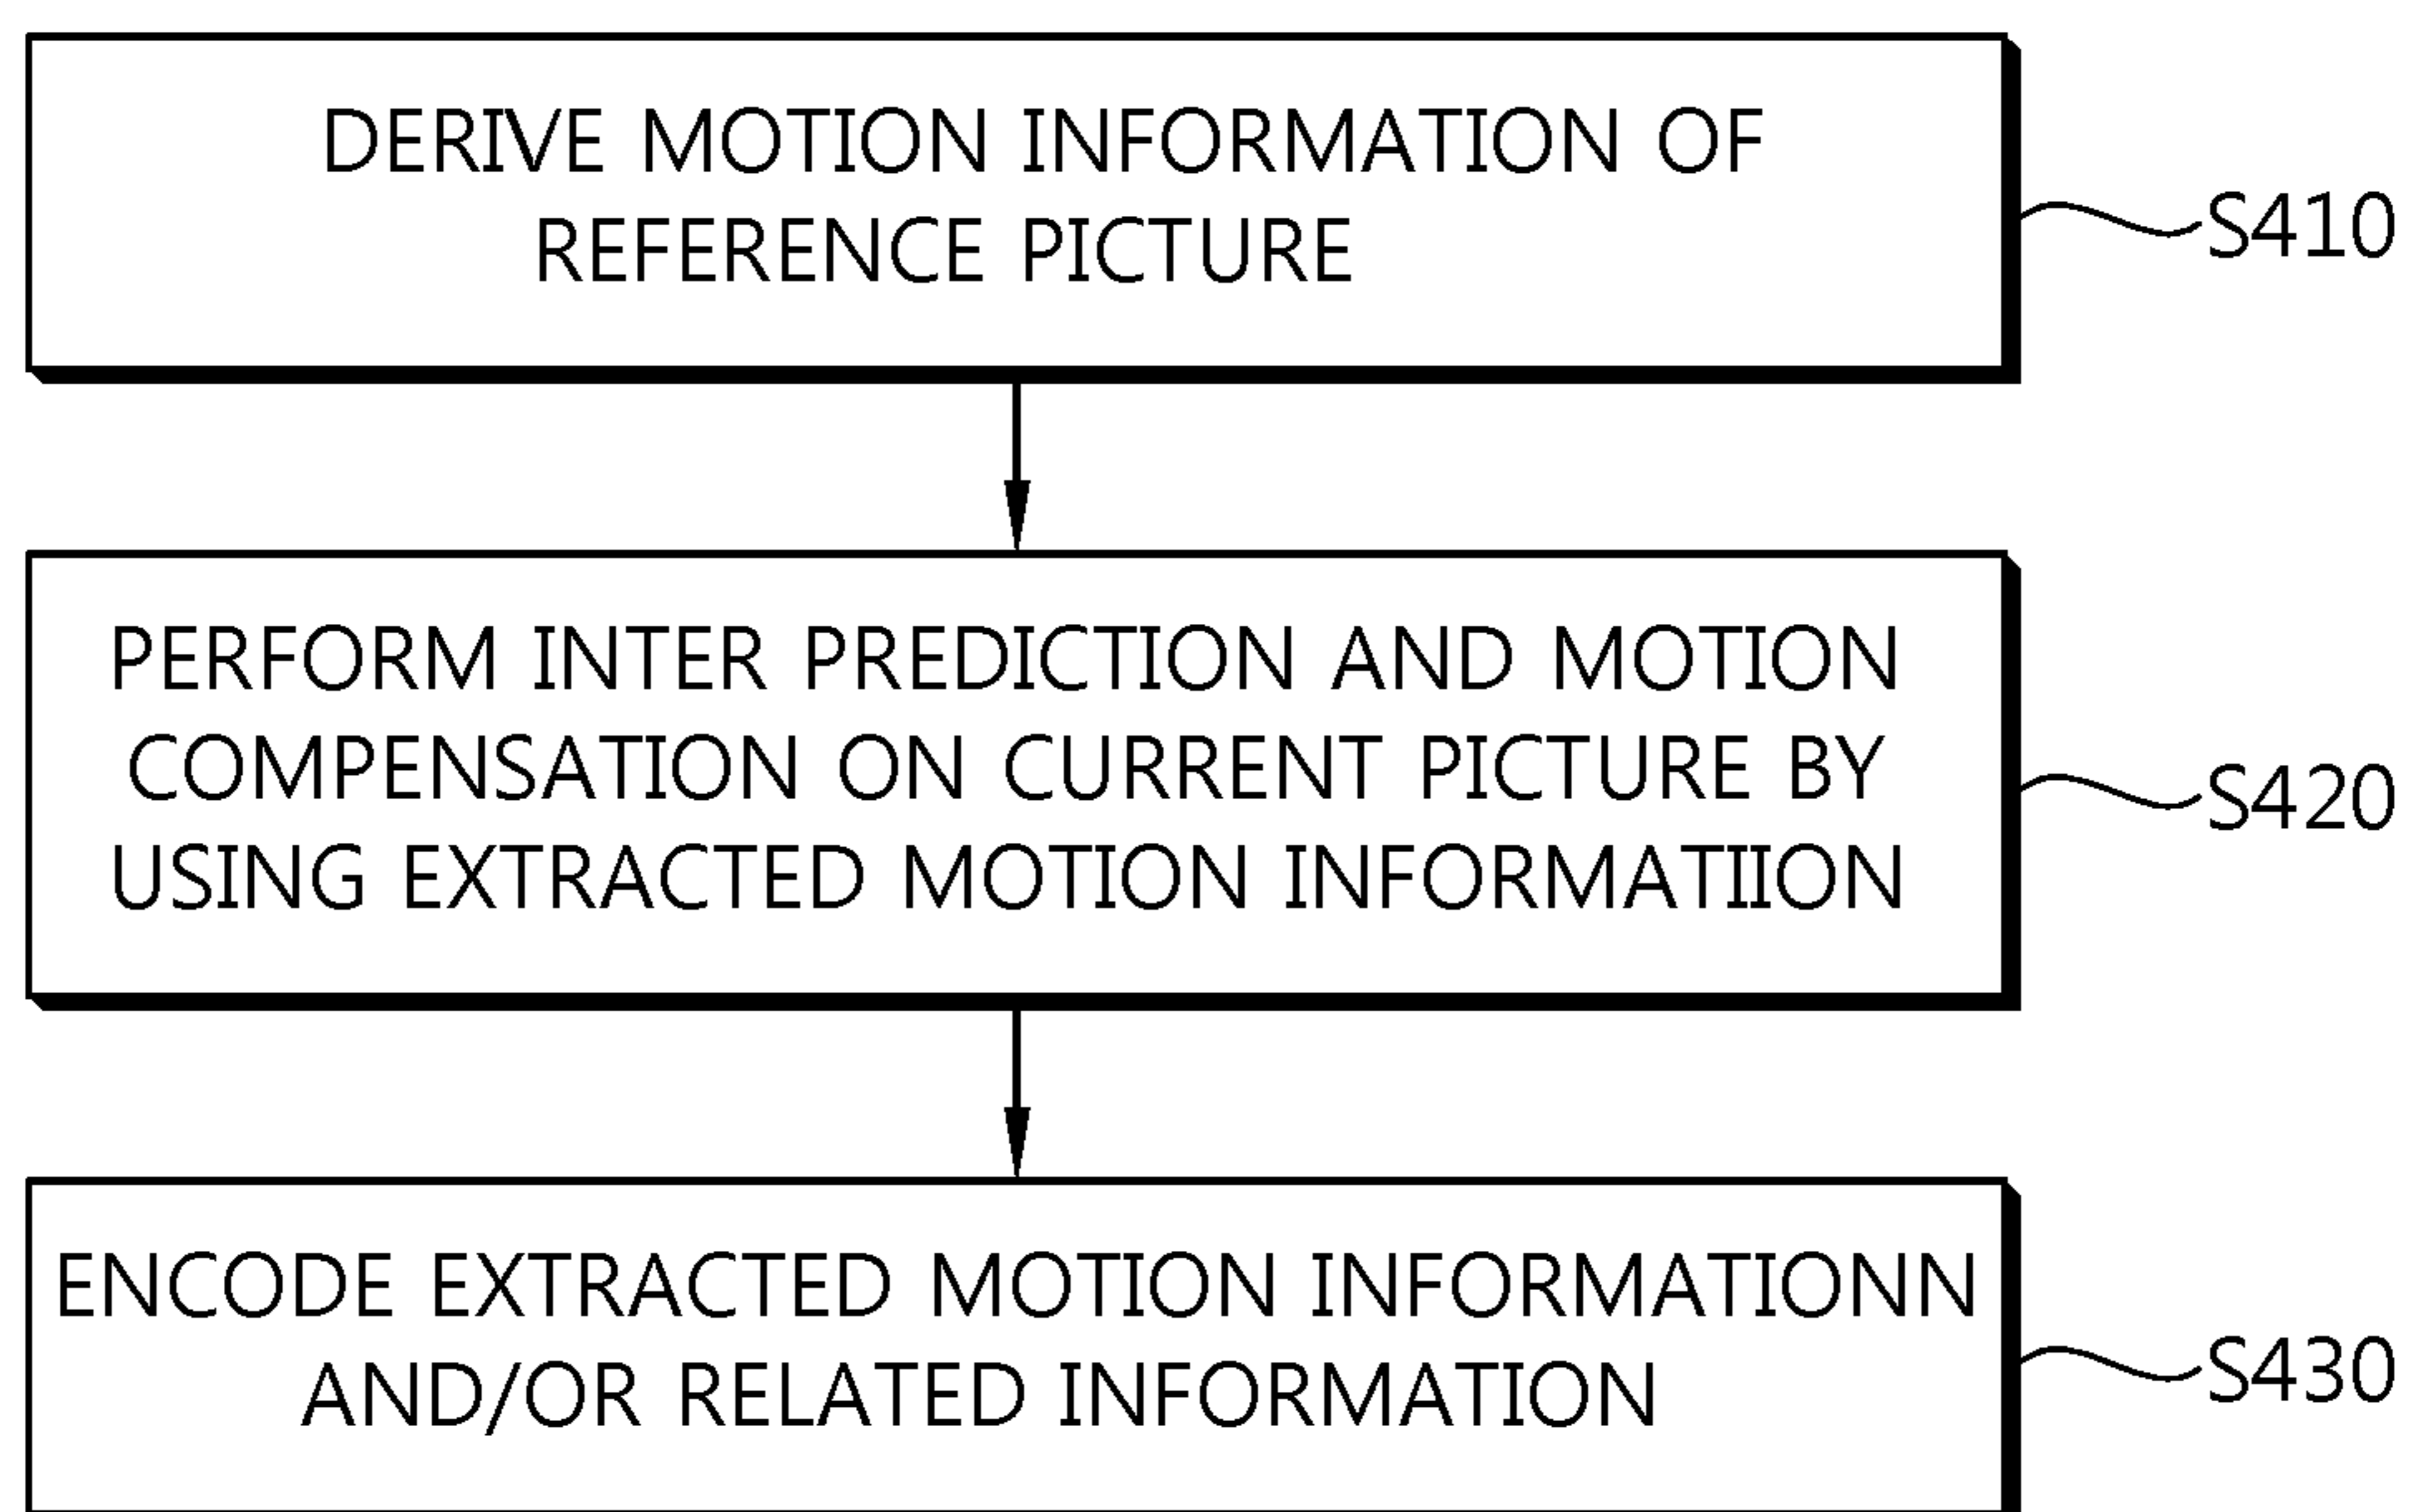 DERIVE MOTION INFORMATION OF
REFERENCE PICTURE
S410
PERFORM INTER PREDICTION AND MOTION
COMPENSATION ON CURRENT PICTURE BY
USING EXTRACTED MOTION INFORMATIION
S420
ENCODE EXTRACTED MOTION INFORMATIONN
AND/OR RELATED INFORMATION
S430